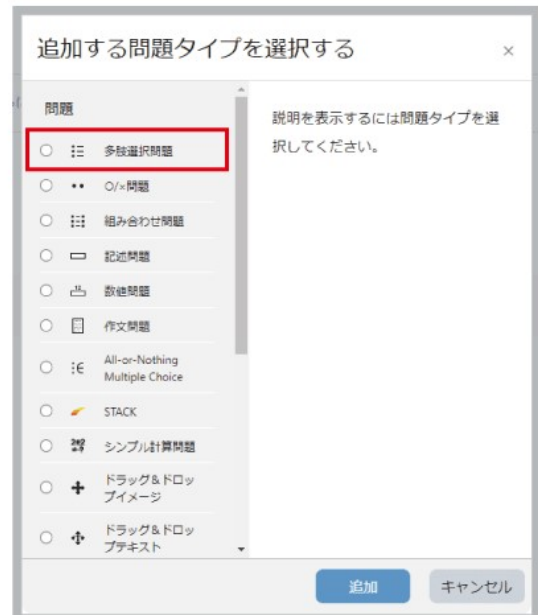 追加する問題タイプを選択する ×
問題
多肢選択問題
○/×問題
組み合わせ問題
記述問題
数値問題
作文問題
All-or-Nothing
Multiple Choice
STACK
シンプル計算問題
ドラッグ&ドロッ
プイメージ
ドラッグ&ドロッ
プテキスト
説明を表示するには問題タイプを選
択してください。
追加
キャンセル